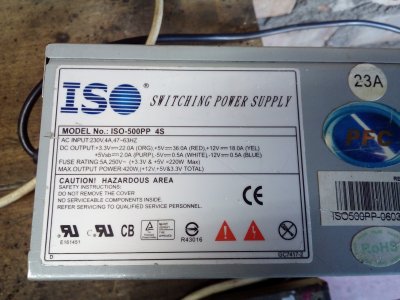 ISO SWITCHING POWER SUPPLY
MODEL No.: ISO-500PP 4S
AC INPUT:230V,4A,47-63HZ
DC OUTPUT:+3.3V⎓22.0A (ORG);+5V⎓36.0A (RED),+12V⎓18.0A (YEL)
+5Vsb⎓2.0A (PURP),-5V⎓0.5A (WHITE),-12V⎓0.5A (BLUE)
FUSE RATING 5A,250V~ (+3.3V & +5V =220W Max)
MAX.OUTPUT POWER:420W (+12V,+5V&+3.3V TOTAL)
CAUTION! HAZARDOUS AREA
DO NOT REMOVE THE COVER
NO SERVICEABLE COMPONENTS INSIDE
REFER SERVICING TO QUALIFIED SERVICE PERSONNEL.
CE
E161451
CB
R43016
23A
PFC
ISO500PP-0603
RoHS